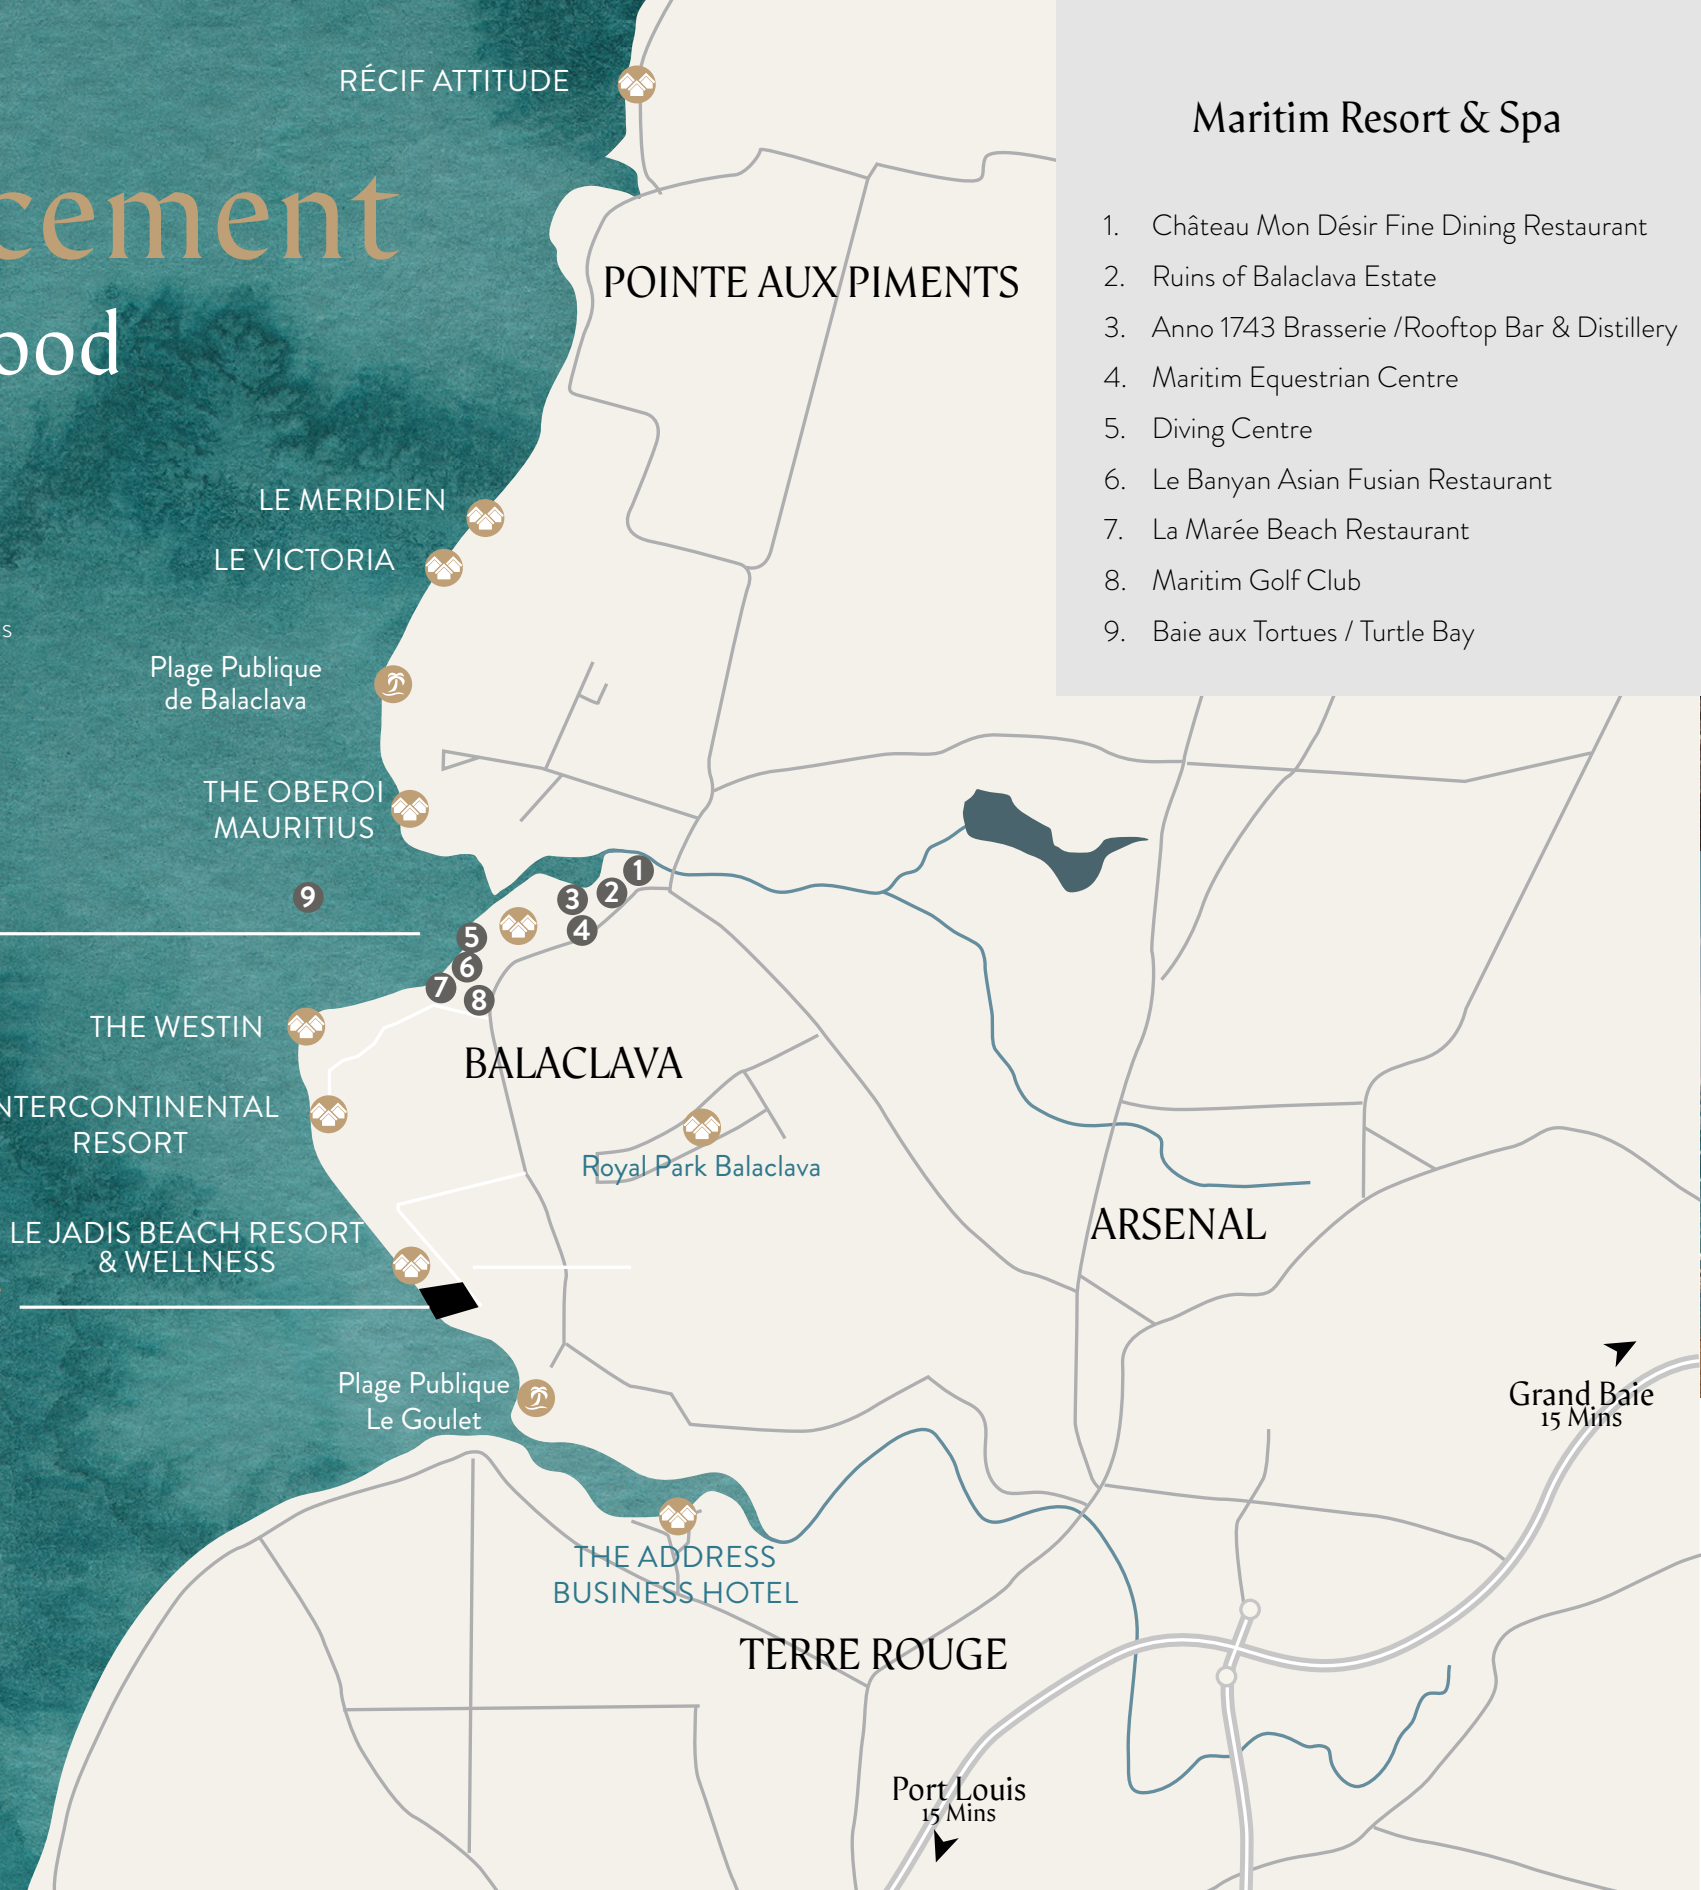 RÉCIF ATTITUDE
cement
ood
s
POINTE AUX PIMENTS
LE MERIDIEN
LE VICTORIA
Plage Publique
de Balaclava
THE OBEROI
MAURITIUS
9
1
2
3
4
5
6
7
8
THE WESTIN
BALACLAVA
NTERCONTINENTAL
RESORT
Royal Park Balaclava
ARSENAL
LE JADIS BEACH RESORT
& WELLNESS
Plage Publique
Le Goulet
Grand Baie
15 Mins
THE ADDRESS
BUSINESS HOTEL
TERRE ROUGE
Port Louis
15 Mins
Maritim Resort & Spa
1. Château Mon Désir Fine Dining Restaurant
2. Ruins of Balaclava Estate
3. Anno 1743 Brasserie /Rooftop Bar & Distillery
4. Maritim Equestrian Centre
5. Diving Centre
6. Le Banyan Asian Fusian Restaurant
7. La Marée Beach Restaurant
8. Maritim Golf Club
9. Baie aux Tortues / Turtle Bay